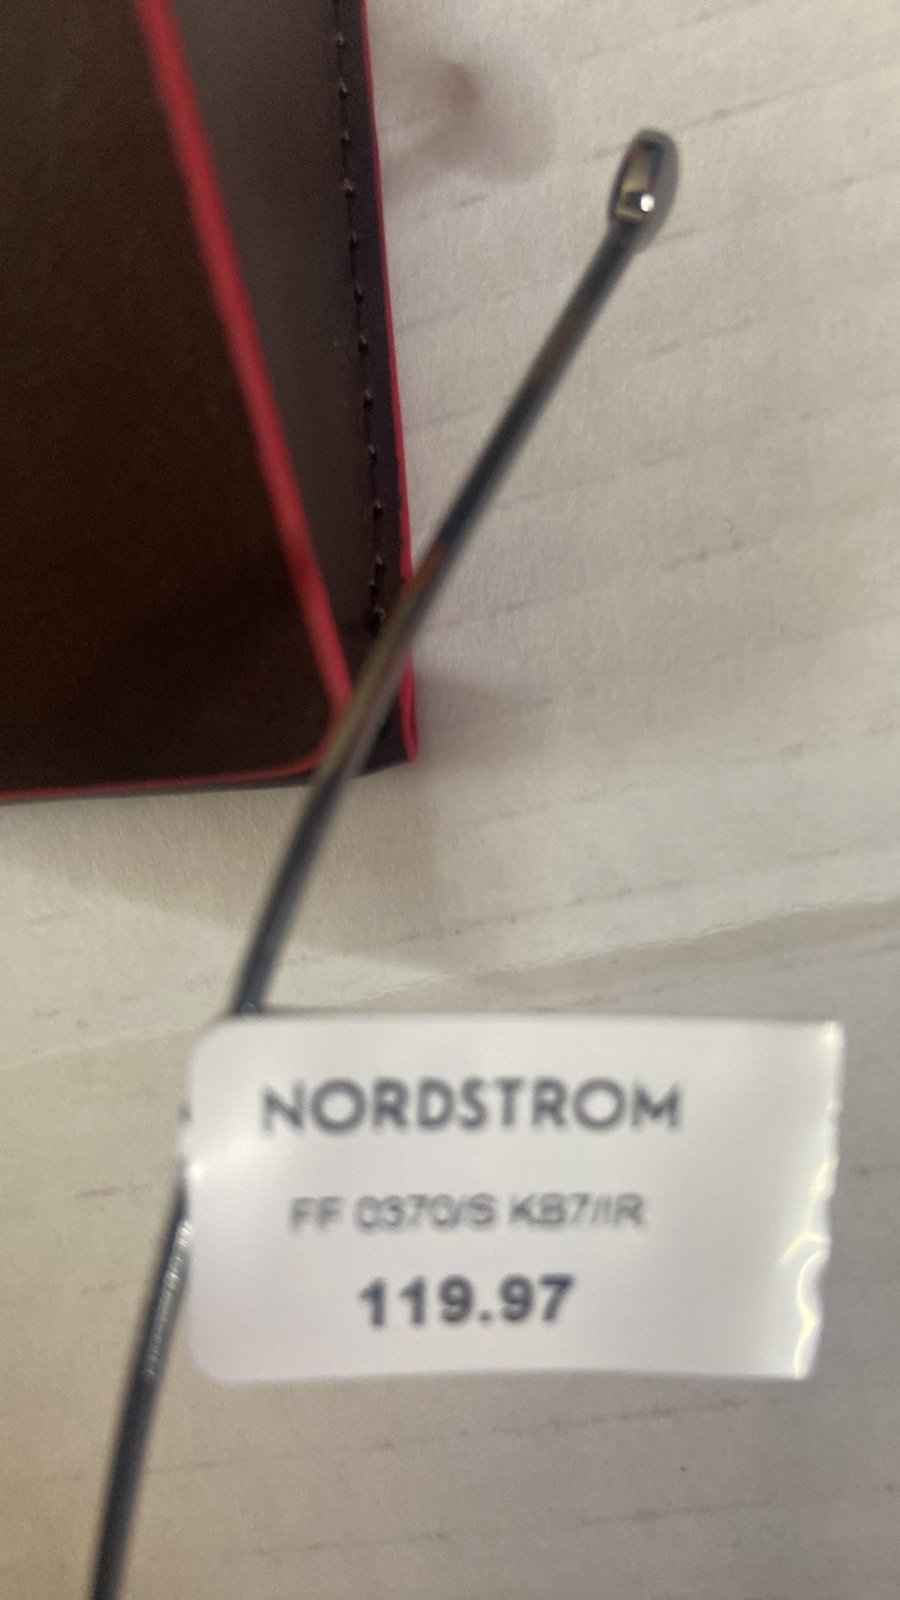 NORDSTROM
FF 0370/S KB7/IR
119.97